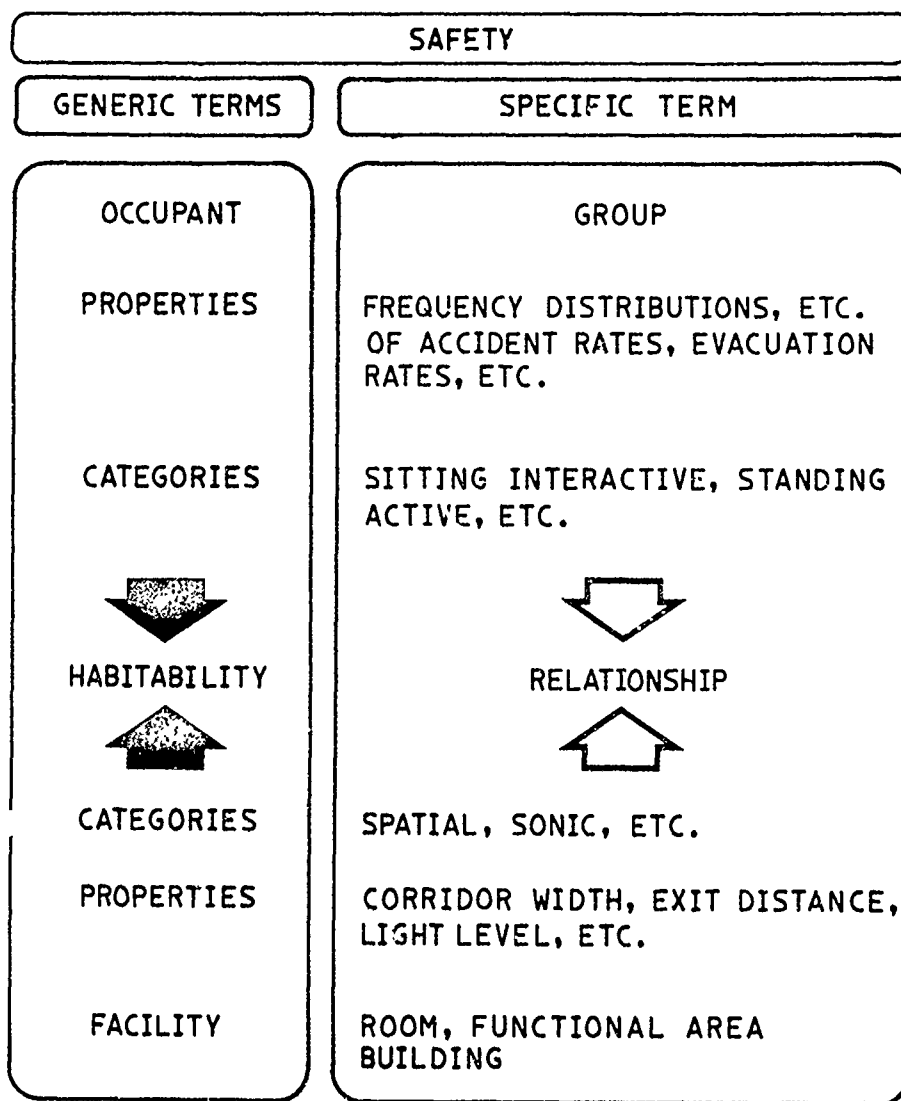 SAFETY
GENERIC TERMS
SPECIFIC TERM
OCCUPANT
GROUP
PROPERTIES
FREQUENCY DISTRIBUTIONS, ETC.
OF ACCIDENT RATES, EVACUATION
RATES, ETC.
CATEGORIES
SITTING INTERACTIVE, STANDING
ACTIVE, ETC.
HABITABILITY
RELATIONSHIP
CATEGORIES
SPATIAL, SONIC, ETC.
PROPERTIES
CORRIDOR WIDTH, EXIT DISTANCE,
LIGHT LEVEL, ETC.
FACILITY
ROOM, FUNCTIONAL AREA
BUILDING